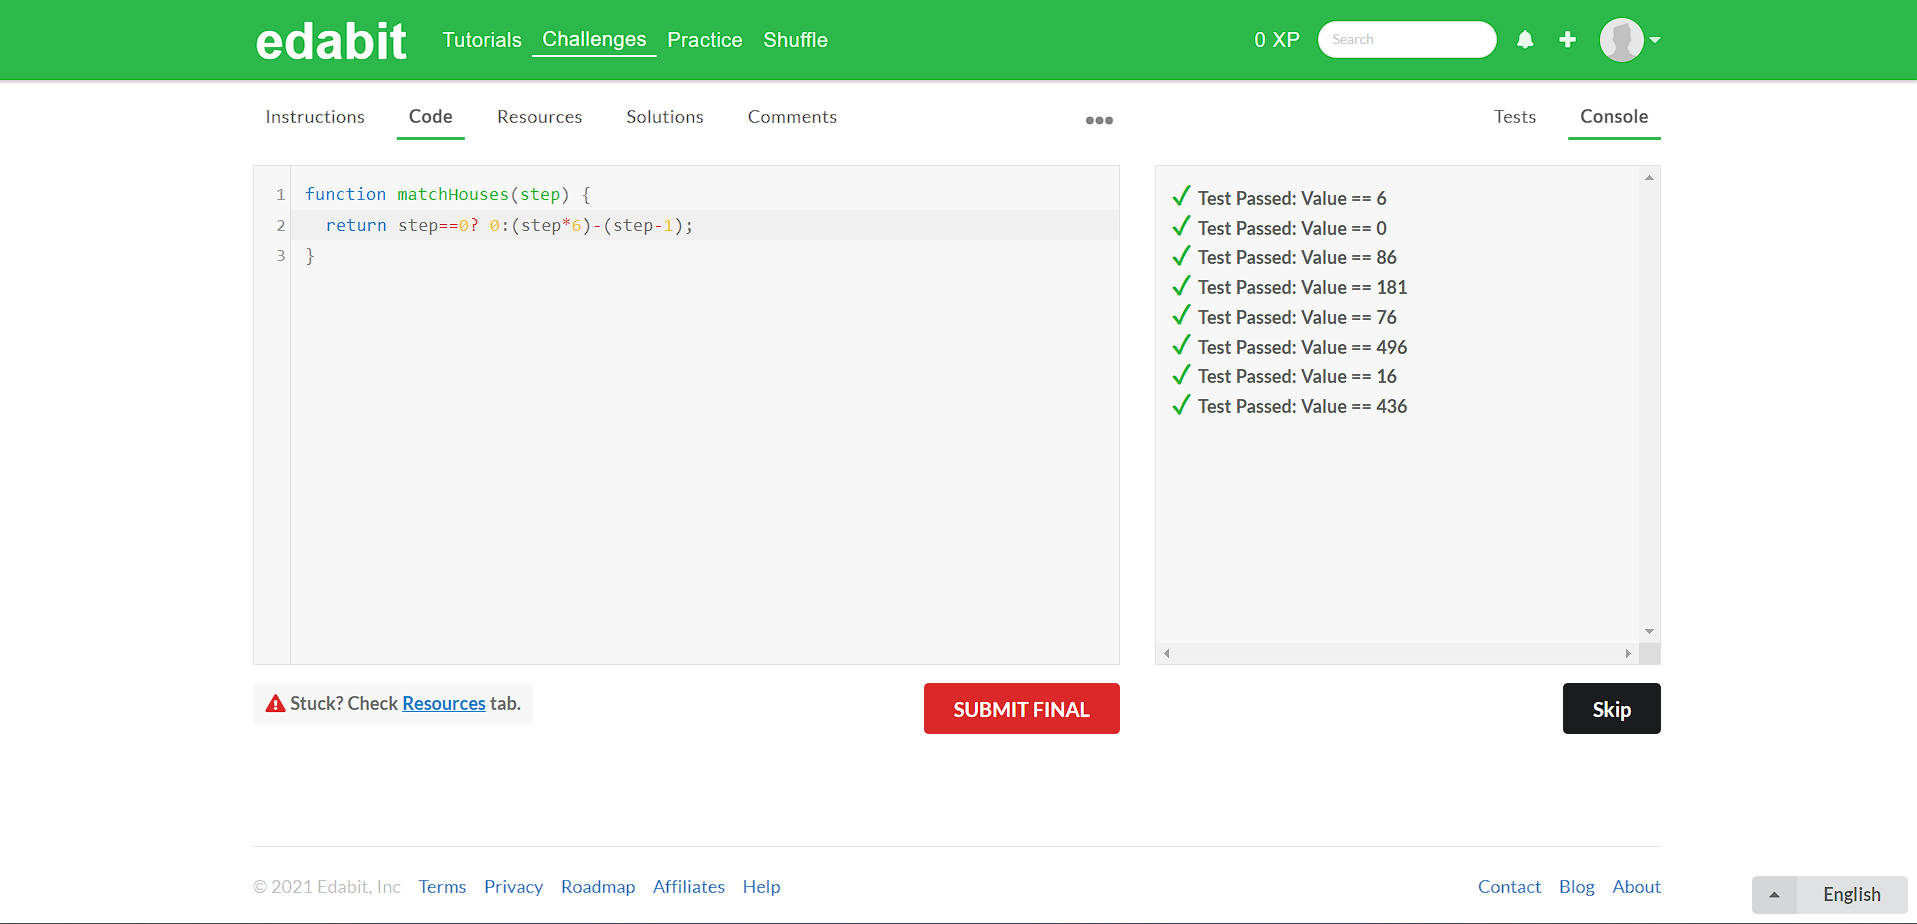 edabit Tutorials Challenges Practice Shuffle 0 XP Search
Instructions Code Resources Solutions Comments Tests Console
1 function matchHouses(step) {
2 return step==0? 0:(step*6)-(step-1);
3 }
Test Passed: Value == 6
Test Passed: Value == 0
Test Passed: Value == 86
Test Passed: Value == 181
Test Passed: Value == 76
Test Passed: Value == 496
Test Passed: Value == 16
Test Passed: Value == 436
Stuck? Check Resources tab.
SUBMIT FINAL
Skip
© 2021 Edabit, Inc Terms Privacy Roadmap Affiliates Help Contact Blog About
English